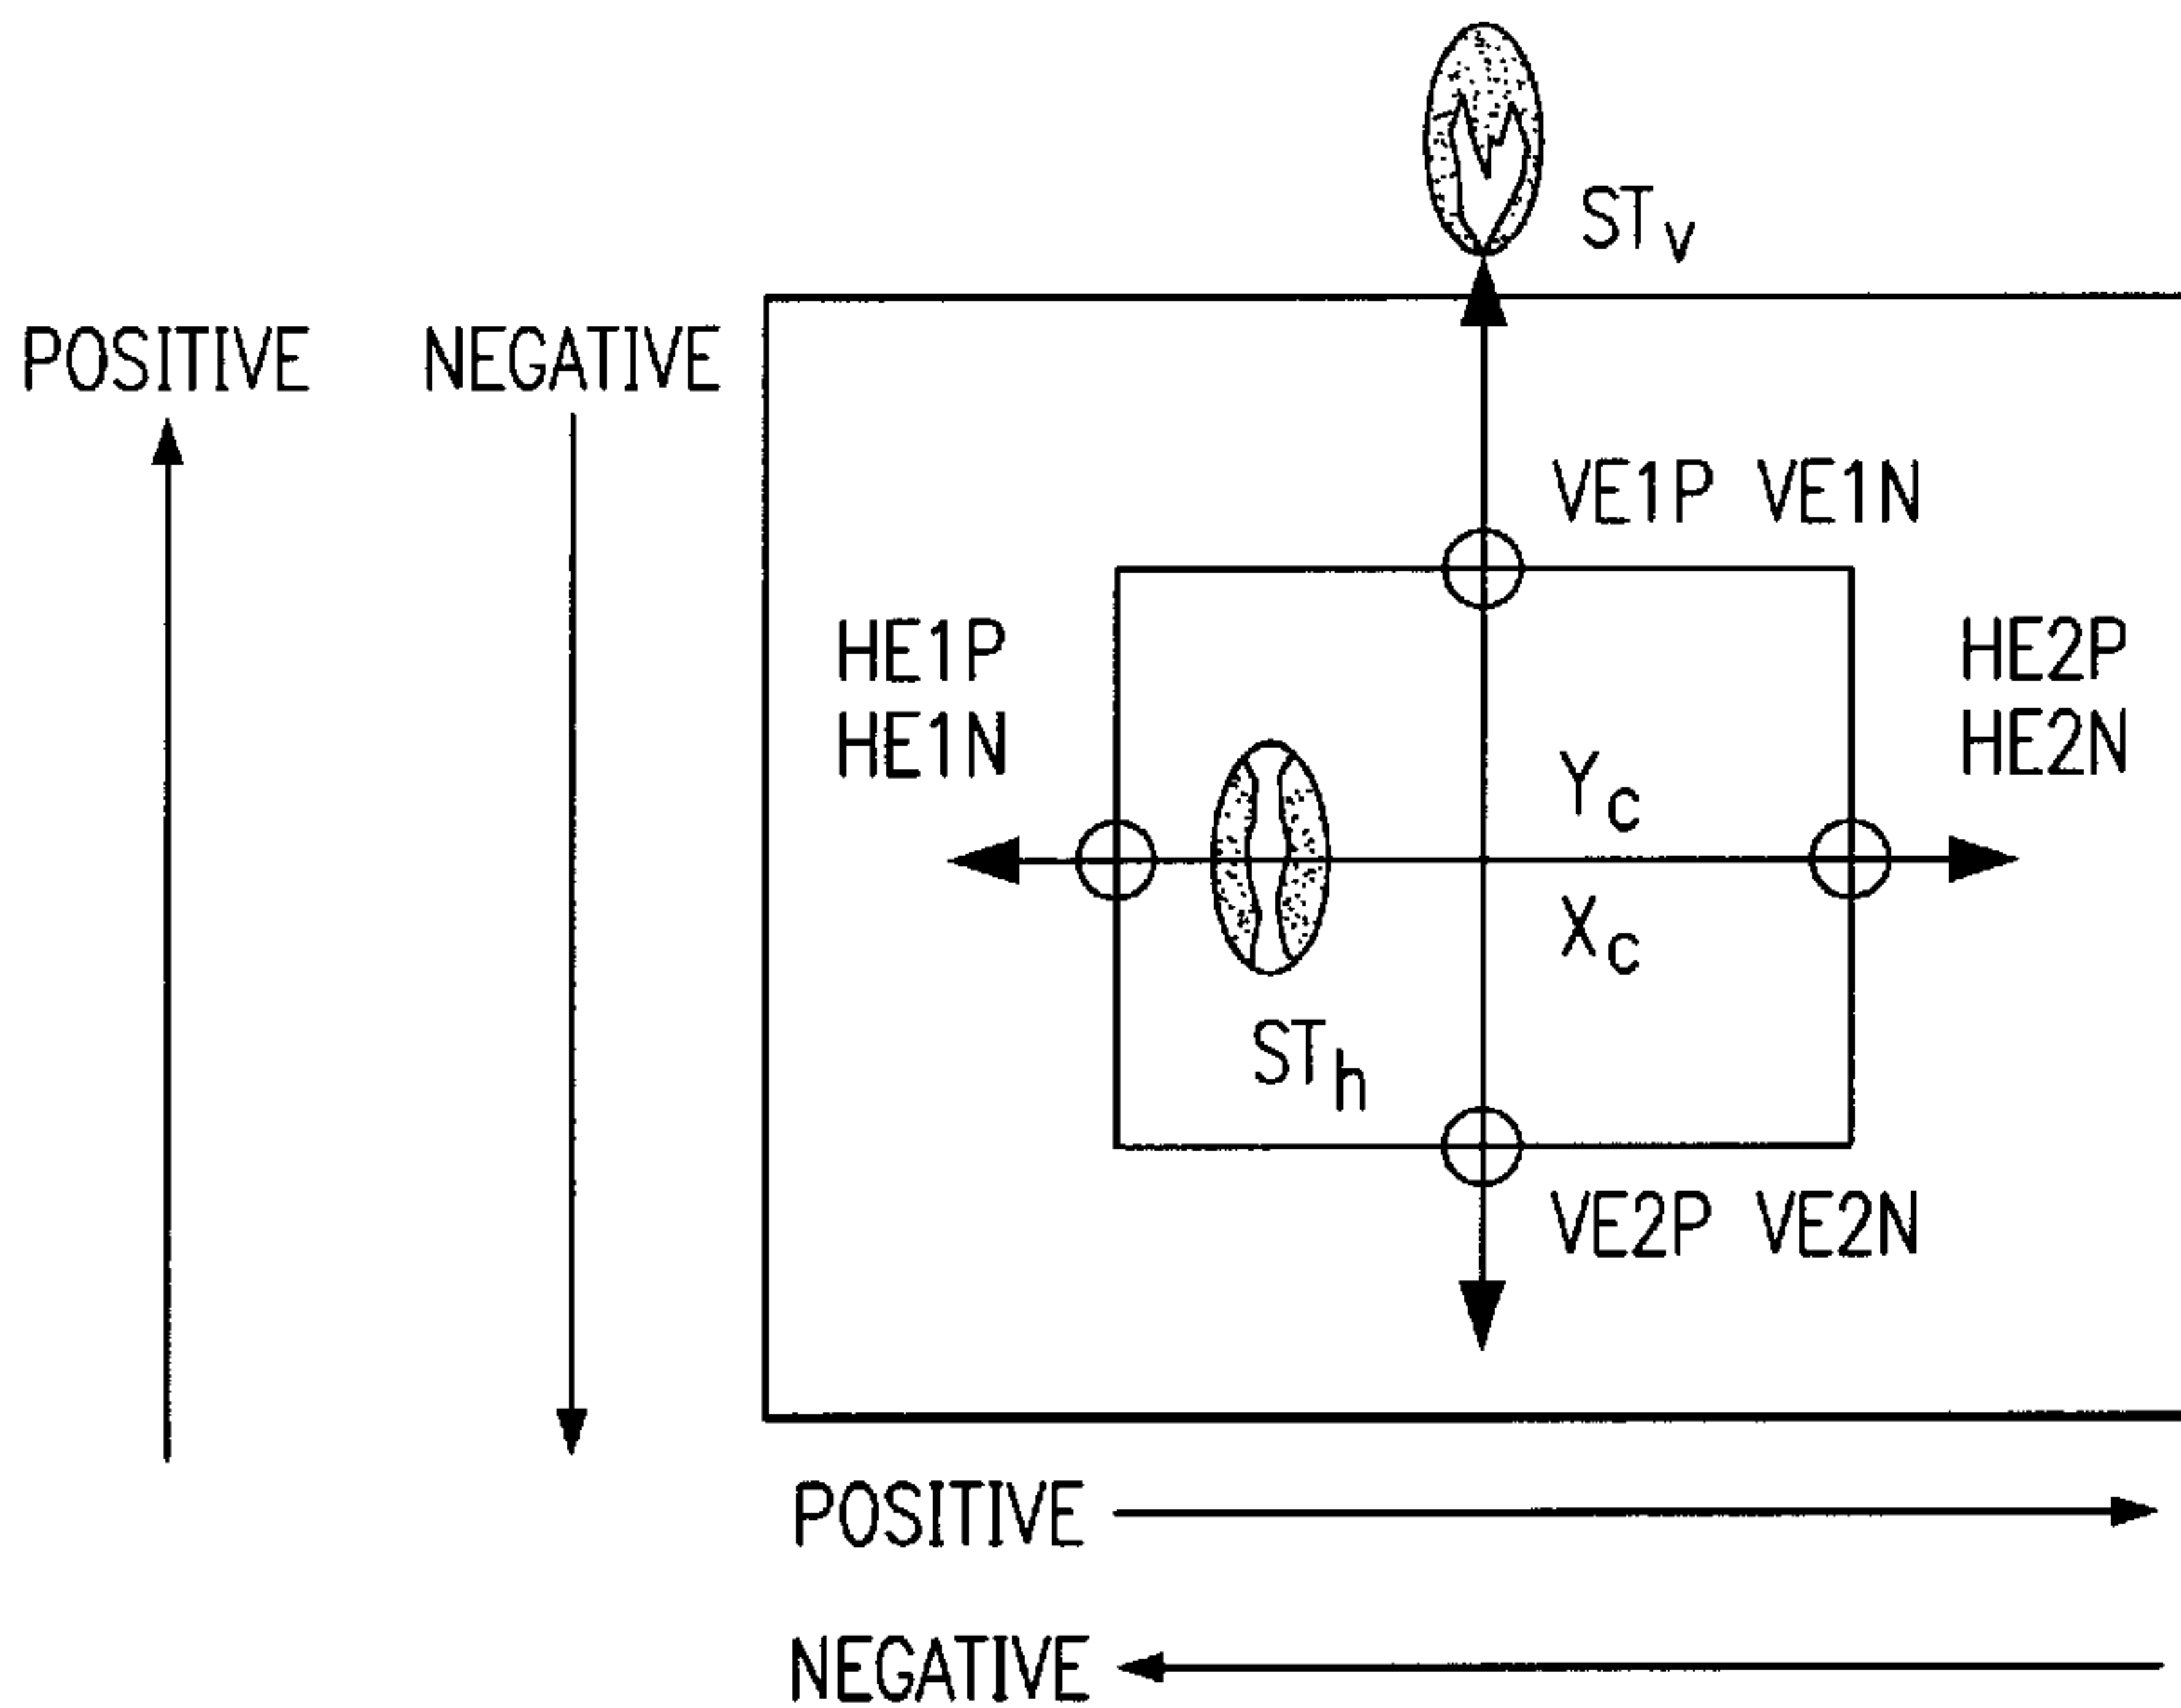 ST_v
POSITIVE NEGATIVE
VE1P VE1N
HE1P
HE1N
HE2P
HE2N
Y_C
X_C
ST_h
VE2P VE2N
POSITIVE
NEGATIVE